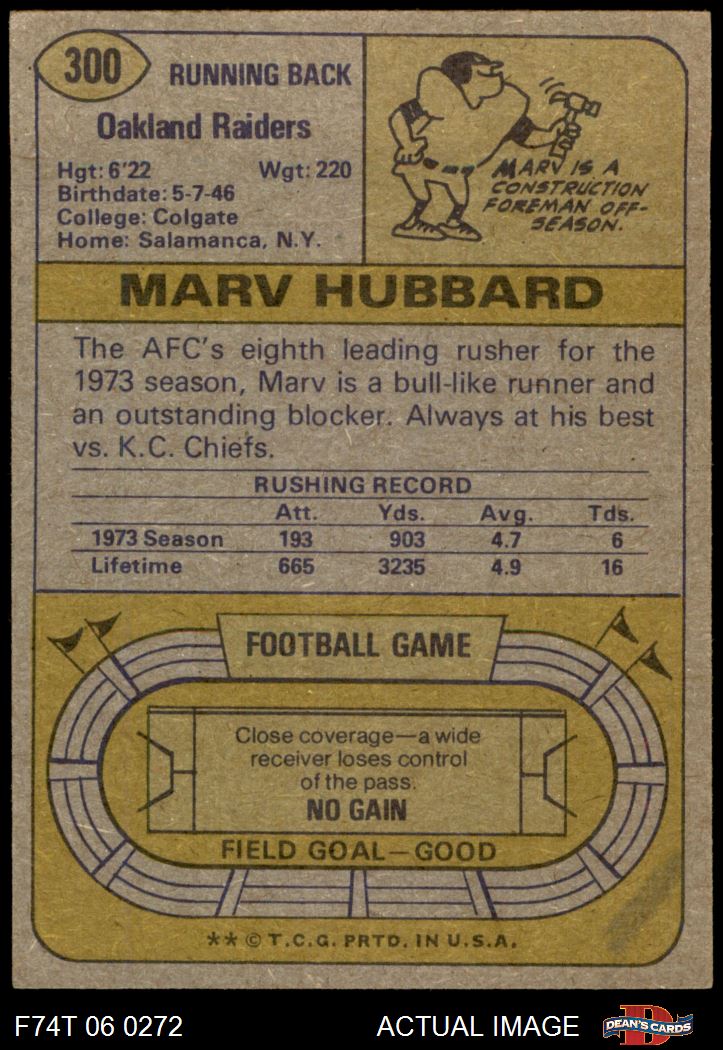 300
RUNNING BACK
Oakland Raiders
Hgt: 6'22 Wgt: 220
Birthdate: 5-7-46
College: Colgate
Home: Salamanca, N.Y.
MARV IS A
CONSTRUCTION
FOREMAN OFF-
SEASON.
MARV HUBBARD
The AFC's eighth leading rusher for the
1973 season, Marv is a bull-like runner and
an outstanding blocker. Always at his best
vs. K.C. Chiefs.
RUSHING RECORD
Att. Yds. Avg. Tds.
1973 Season 193 903 4.7 6
Lifetime 665 3235 4.9 16
FOOTBALL GAME
Close coverage—a wide
receiver loses control
of the pass.
NO GAIN
FIELD GOAL—GOOD
** © T.C.G. PRTD. IN U.S.A.
F74T 06 0272 ACTUAL IMAGE
D
DEAN'S CARDS